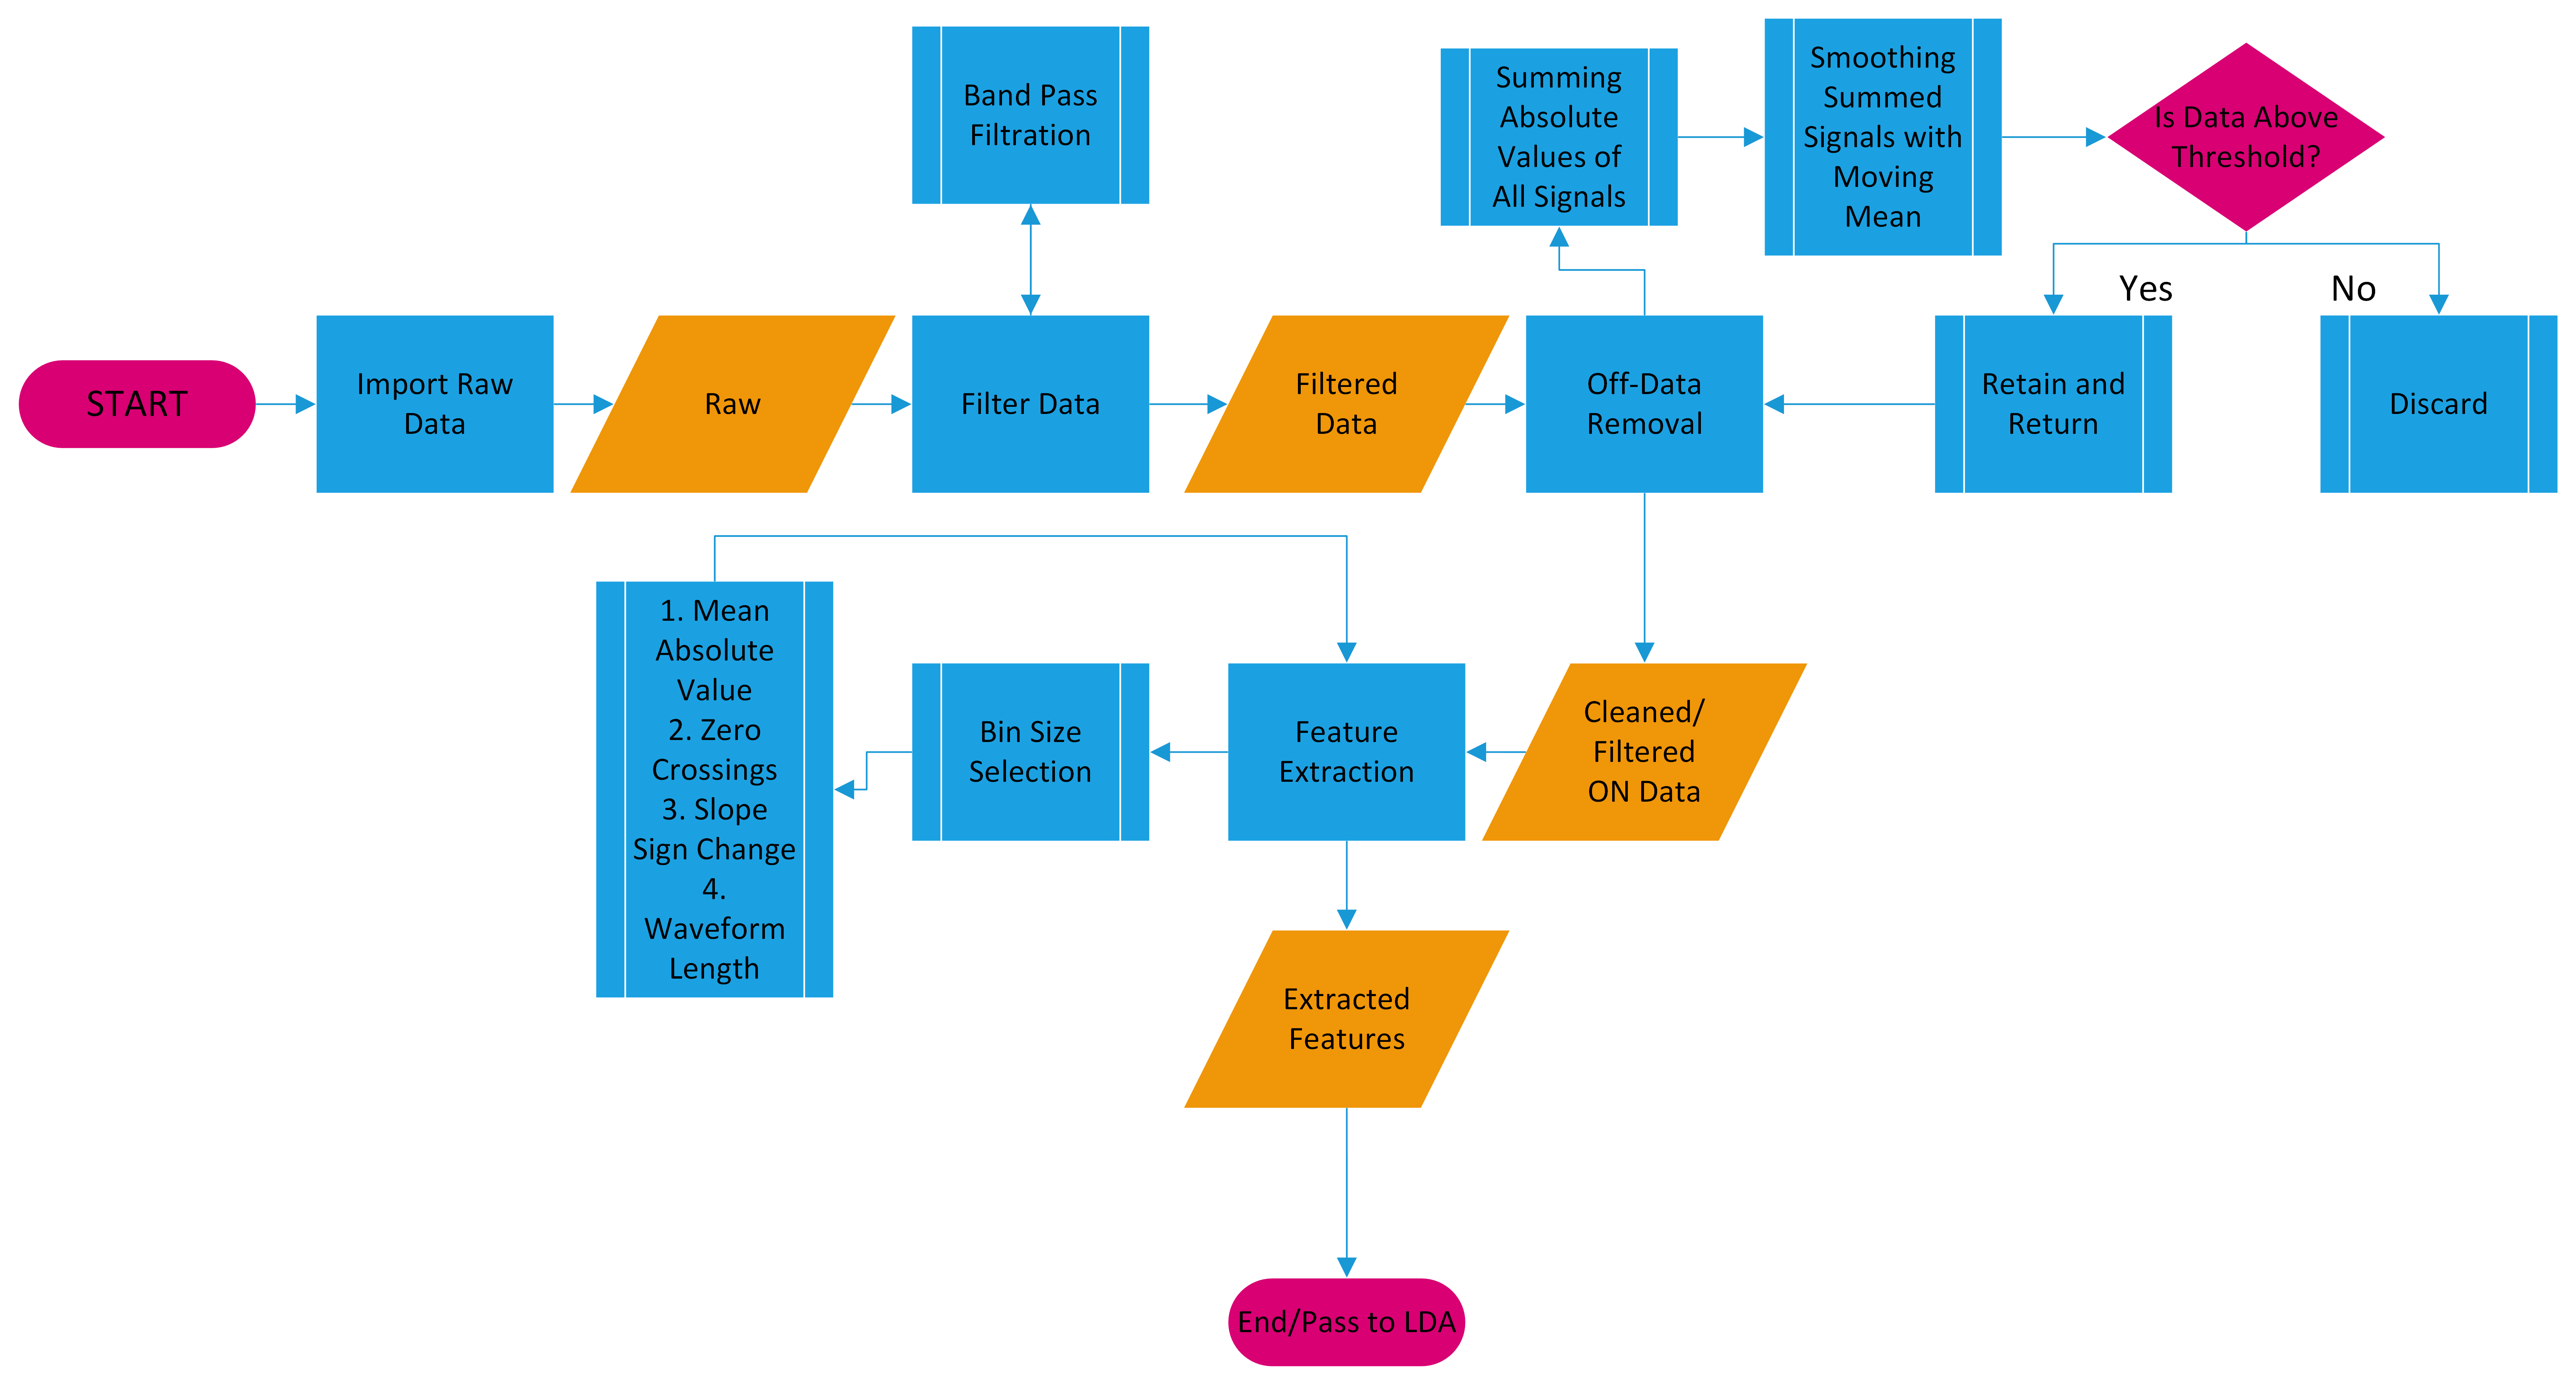 START
Import Raw
Data
Raw
Filter Data
Band Pass
Filtration
Filtered
Data
Off-Data
Removal
Summing
Absolute
Values of
All Signals
Smoothing
Summed
Signals with
Moving
Mean
Is Data Above
Threshold?
Yes
No
Retain and
Return
Discard
Cleaned/
Filtered
ON Data
Feature
Extraction
Bin Size
Selection
1. Mean
Absolute
Value
2. Zero
Crossings
3. Slope
Sign Change
4.
Waveform
Length
Extracted
Features
End/Pass to LDA